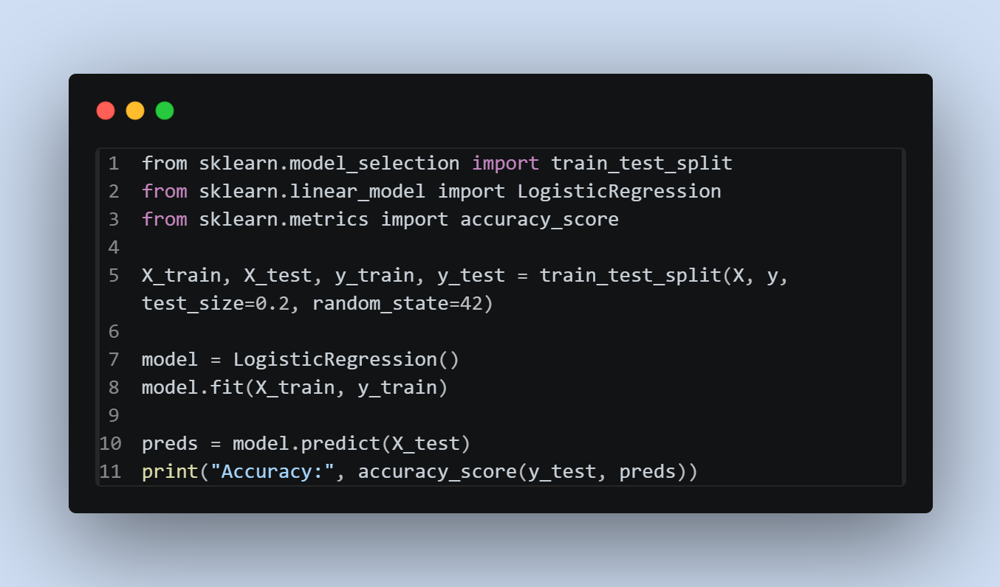 1 from sklearn.model_selection import train_test_split
2 from sklearn.linear_model import LogisticRegression
3 from sklearn.metrics import accuracy_score
4
5 X_train, X_test, y_train, y_test = train_test_split(X, y,
test_size=0.2, random_state=42)
6
7 model = LogisticRegression()
8 model.fit(X_train, y_train)
9
10 preds = model.predict(X_test)
11 print("Accuracy:", accuracy_score(y_test, preds))